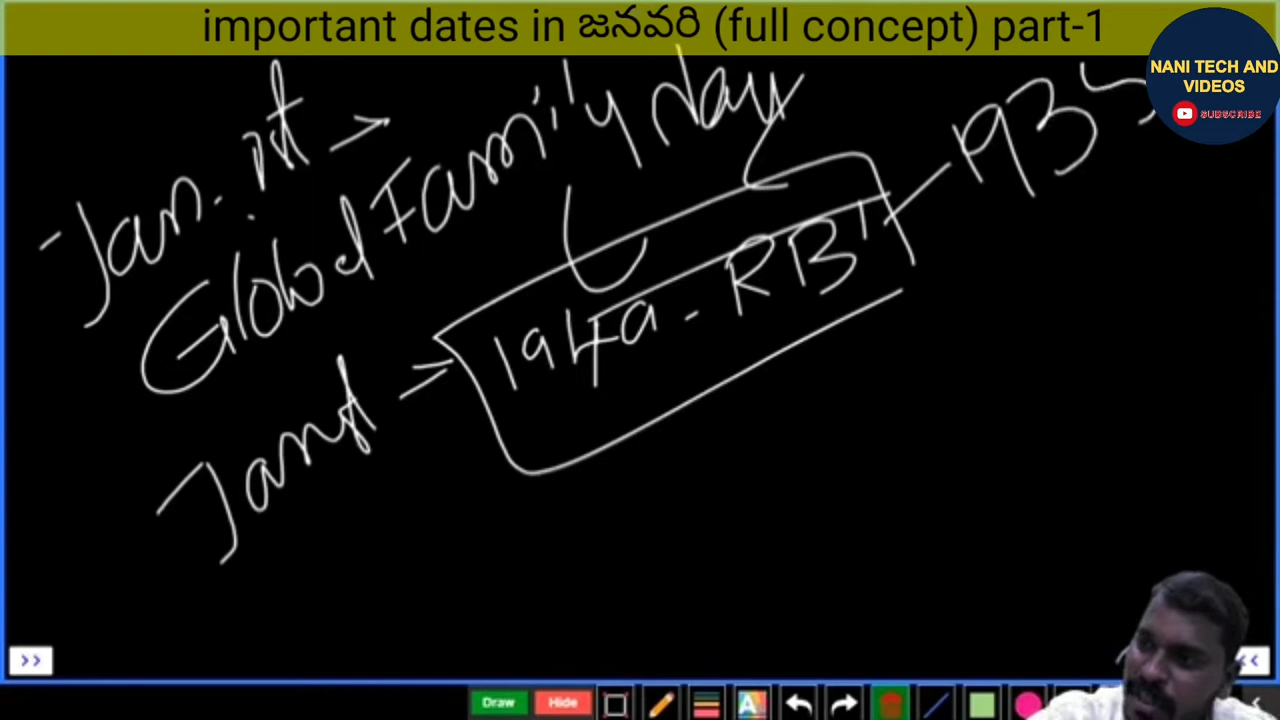 important dates in జనవరి (full concept) part-1
NANI TECH AND
VIDEOS
SUBSCRIBE
Jan. 1st →
Global Family day
1949 - RBI - 1935
Jan 1st →
>>
<<
Draw
Hide
A